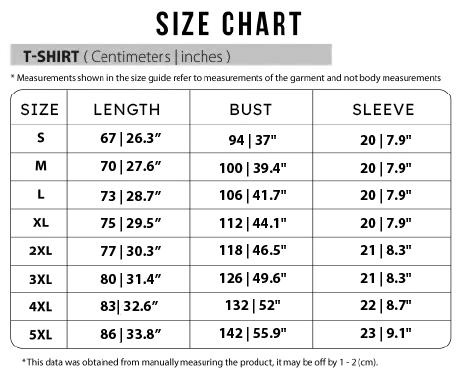 SIZE CHART
T-SHIRT ( Centimeters | inches )
* Measurements shown in the size guide refer to measurements of the garment and not body measurements
SIZE LENGTH BUST SLEEVE
S 67 | 26.3″ 94 | 37" 20 | 7.9"
M 70 | 27.6″ 100 | 39.4" 20 | 7.9"
L 73 | 28.7″ 106 | 41.7" 20 | 7.9"
XL 75 | 29.5″ 112 | 44.1" 20 | 7.9"
2XL 77 | 30.3″ 118 | 46.5" 21 | 8.3"
3XL 80 | 31.4″ 126 | 49.6" 21 | 8.3"
4XL 83| 32.6″ 132 | 52" 22 | 8.7"
5XL 86 | 33.8″ 142 | 55.9" 23 | 9.1"
*This data was obtained from manually measuring the product, it may be off by 1 - 2 (cm).